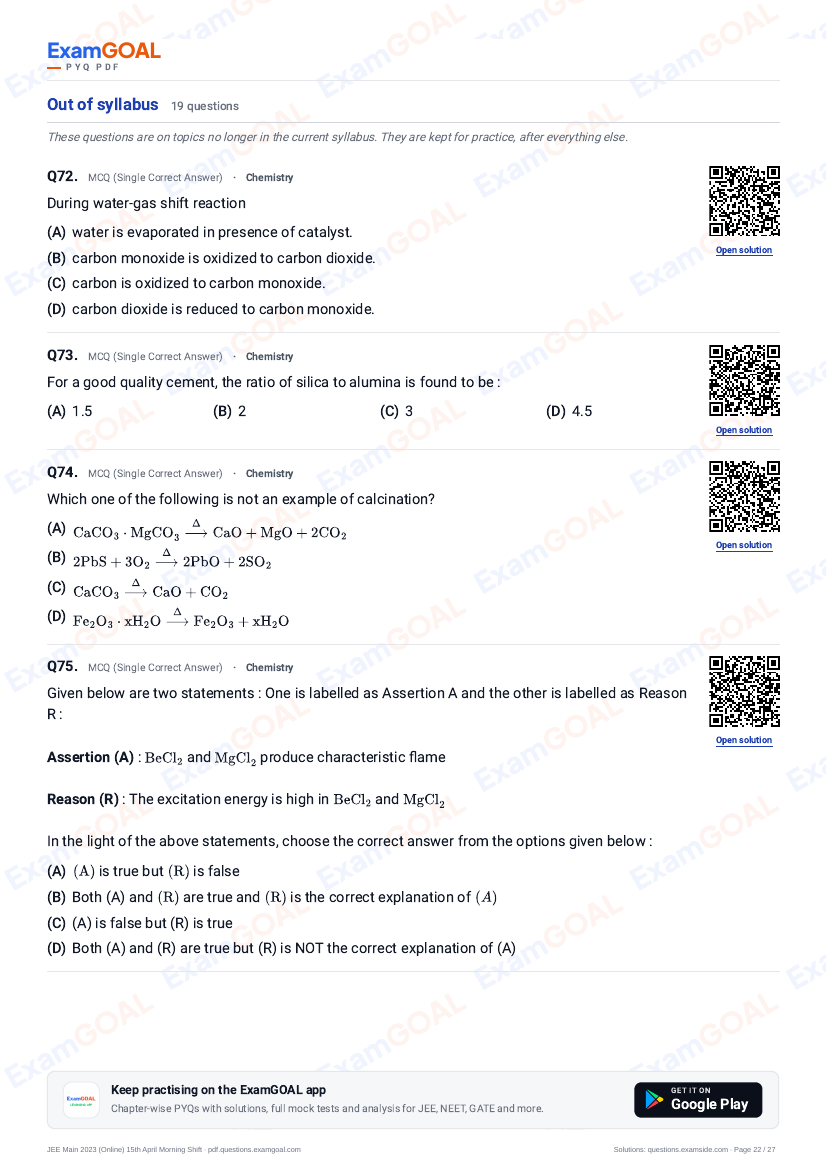 ExamGOAL
PYQ PDF
Out of syllabus 19 questions
These questions are on topics no longer in the current syllabus. They are kept for practice, after everything else.
Q72. MCQ (Single Correct Answer) · Chemistry
During water-gas shift reaction
(A) water is evaporated in presence of catalyst.
(B) carbon monoxide is oxidized to carbon dioxide.
(C) carbon is oxidized to carbon monoxide.
(D) carbon dioxide is reduced to carbon monoxide.
Open solution
Q73. MCQ (Single Correct Answer) · Chemistry
For a good quality cement, the ratio of silica to alumina is found to be :
(A) 1.5 (B) 2 (C) 3 (D) 4.5
Open solution
Q74. MCQ (Single Correct Answer) · Chemistry
Which one of the following is not an example of calcination?
(A) CaCO₃ · MgCO₃ —Δ→ CaO + MgO + 2CO₂
(B) 2PbS + 3O₂ —Δ→ 2PbO + 2SO₂
(C) CaCO₃ —Δ→ CaO + CO₂
(D) Fe₂O₃ · xH₂O —Δ→ Fe₂O₃ + xH₂O
Open solution
Q75. MCQ (Single Correct Answer) · Chemistry
Given below are two statements : One is labelled as Assertion A and the other is labelled as Reason
R :
Assertion (A) : BeCl₂ and MgCl₂ produce characteristic flame
Reason (R) : The excitation energy is high in BeCl₂ and MgCl₂
In the light of the above statements, choose the correct answer from the options given below :
(A) (A) is true but (R) is false
(B) Both (A) and (R) are true and (R) is the correct explanation of (A)
(C) (A) is false but (R) is true
(D) Both (A) and (R) are true but (R) is NOT the correct explanation of (A)
Open solution
ExamGOAL
Keep practising on the ExamGOAL app
Chapter-wise PYQs with solutions, full mock tests and analysis for JEE, NEET, GATE and more.
GET IT ON
Google Play
JEE Main 2023 (Online) 15th April Morning Shift · pdf.questions.examgoal.com
Solutions: questions.examside.com · Page 22 / 27